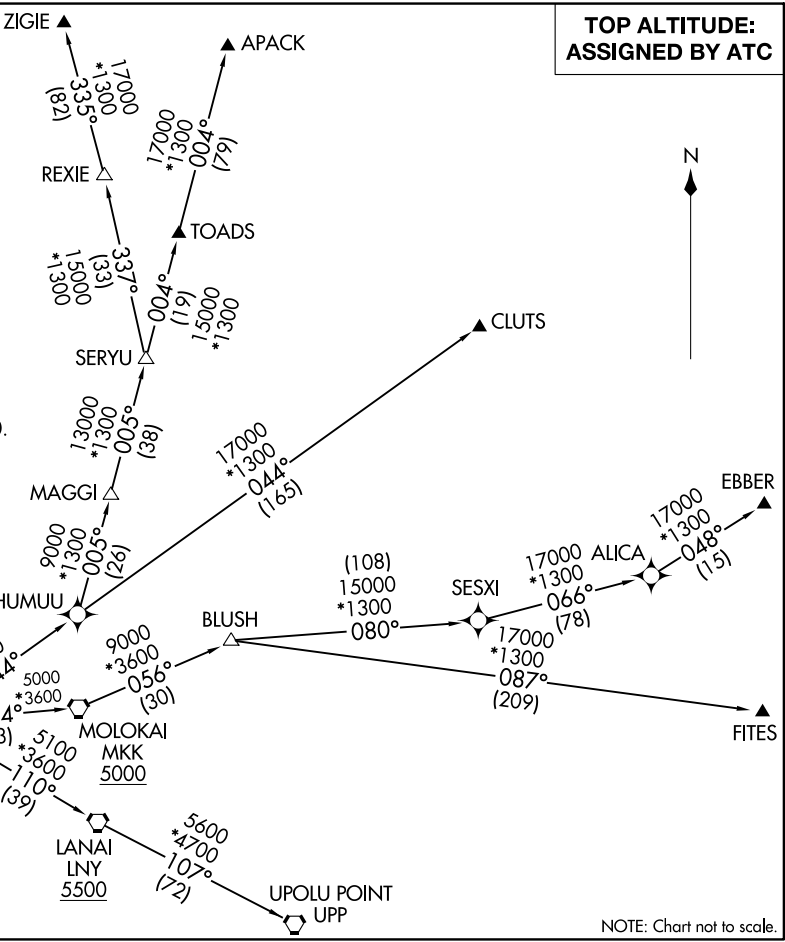 TOP ALTITUDE:
ASSIGNED BY ATC
ZIGIE
APACK
17000
*1300
335°
(82)
17000
*1300
004°
(79)
N
REXIE
TOADS
337°
(33)
15000
*1300
004°
(19)
15000
*1300
CLUTS
SERYU
13000
*1300
005°
(38)
17000
*1300
044°
(165)
MAGGI
EBBER
9000
*1300
005°
(26)
17000
*1300
048°
(15)
ALICA
HUMUU
(108)
15000
*1300
080°
SESXI
17000
*1300
066°
(78)
BLUSH
9000
*3600
056°
(30)
17000
*1300
087°
(209)
5000
*3600
MOLOKAI
MKK
5000
FITES
5100
*3600
110°
(39)
LANAI
LNY
5500
5600
*4700
107°
(72)
UPOLU POINT
UPP
NOTE: Chart not to scale.